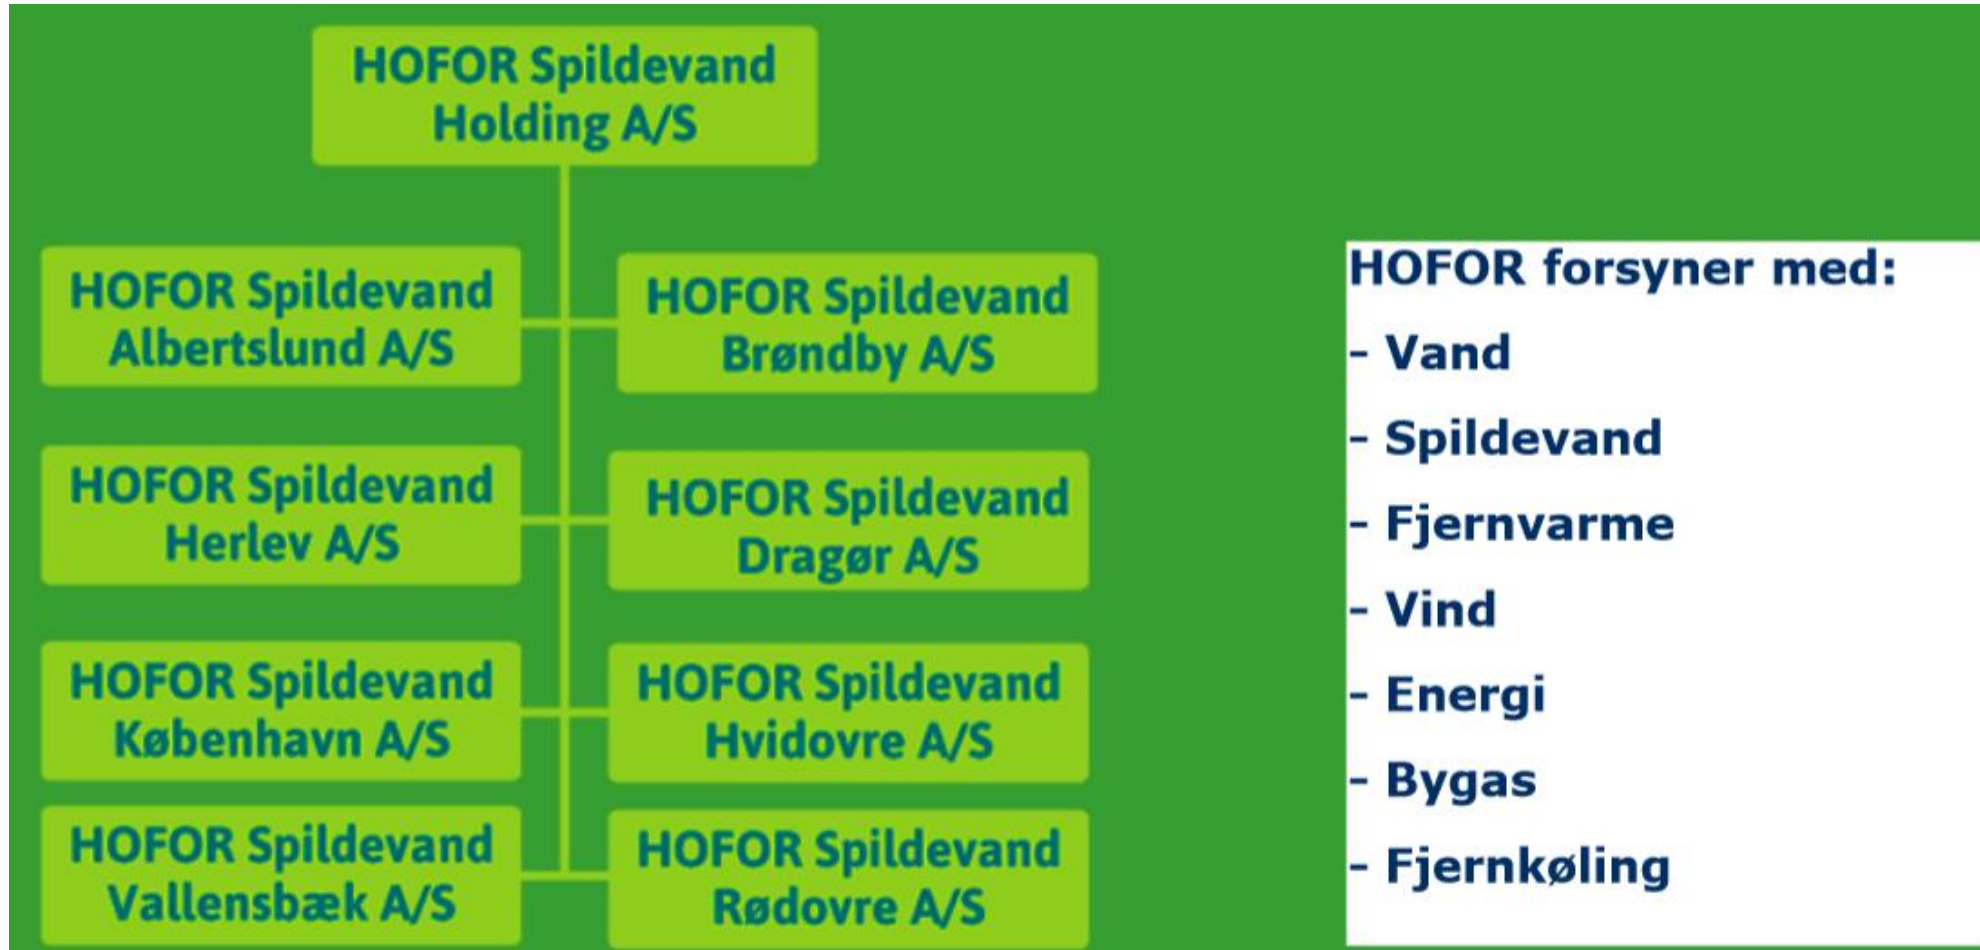 HOFOR Spildevand
Holding A/S
HOFOR Spildevand
Albertslund A/S
HOFOR Spildevand
Brøndby A/S
HOFOR Spildevand
Herlev A/S
HOFOR Spildevand
Dragør A/S
HOFOR Spildevand
København A/S
HOFOR Spildevand
Hvidovre A/S
HOFOR Spildevand
Vallensbæk A/S
HOFOR Spildevand
Rødovre A/S
HOFOR forsyner med:
- Vand
- Spildevand
- Fjernvarme
- Vind
- Energi
- Bygas
- Fjernkøling